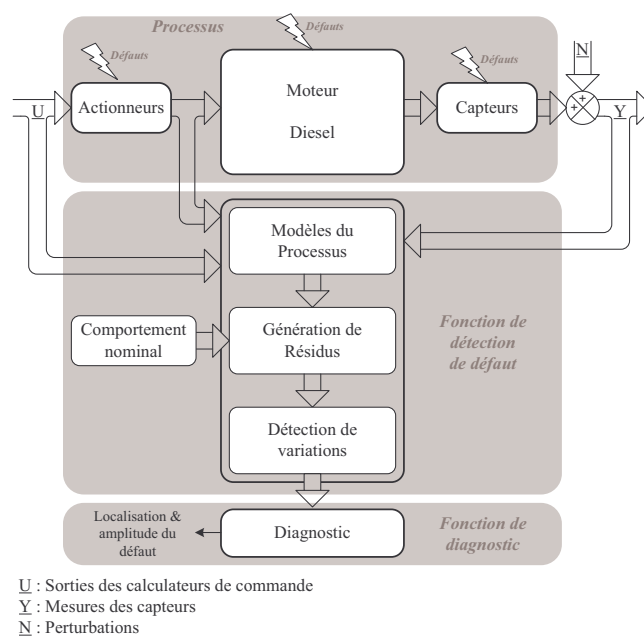 Processus
Défauts
Défauts
Défauts
N
U
Actionneurs
Moteur
Diesel
Capteurs
+
+
Y
Modèles du
Processus
Comportement
nominal
Génération de
Résidus
Fonction de
détection
de défaut
Détection de
variations
Localisation &
amplitude du
défaut
Diagnostic
Fonction de
diagnostic
U : Sorties des calculateurs de commande
Y : Mesures des capteurs
N : Perturbations